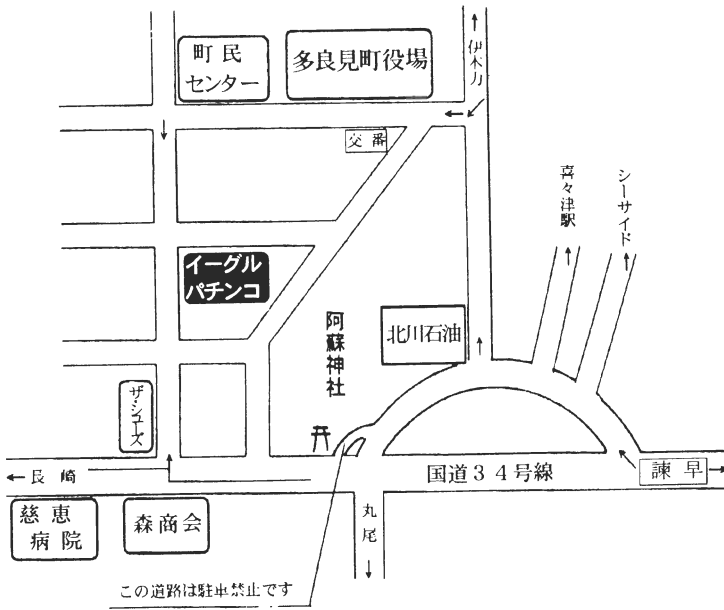 町民
センター
多良見町役場
伊木力
交番
喜々津駅
シーサイド
イーグル
パチンコ
阿蘇神社
北川石油
ザ・シューズ
長崎
国道34号線
諫早
慈恵
病院
森商会
丸尾
この道路は駐車禁止です